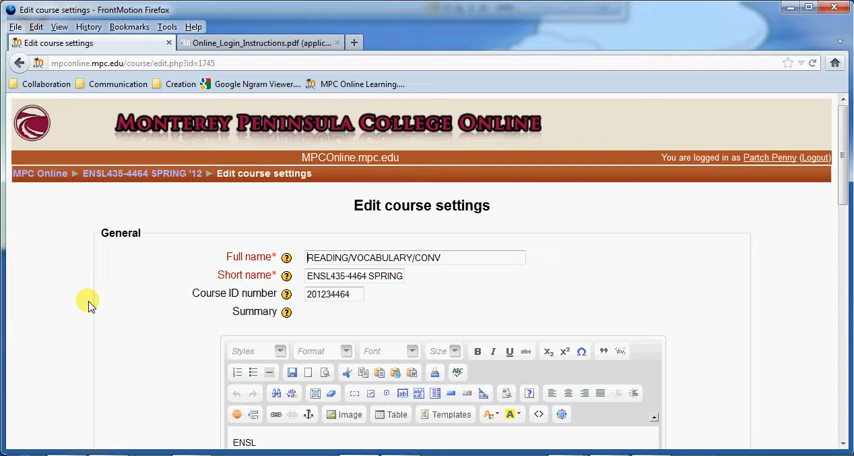 Edit course settings - FrontMotion Firefox
File Edit View History Bookmarks Tools Help
Edit course settings × Online_Login_Instructions.pdf (applic... × +
mpconline.mpc.edu/course/edit.php?id=1745
Collaboration Communication Creation Google Ngram Viewer.... MPC Online Learning....
MONTEREY PENINSULA COLLEGE ONLINE
MPCOnline.mpc.edu You are logged in as Partch Penny (Logout)
MPC Online ► ENSL435-4464 SPRING '12 ► Edit course settings
Edit course settings
General
Full name* READING/VOCABULARY/CONV
Short name* ENSL435-4464 SPRING
Course ID number 201234464
Summary
Styles Format Font Size B I U abc X₂ X²
Image Table Templates
ENSL